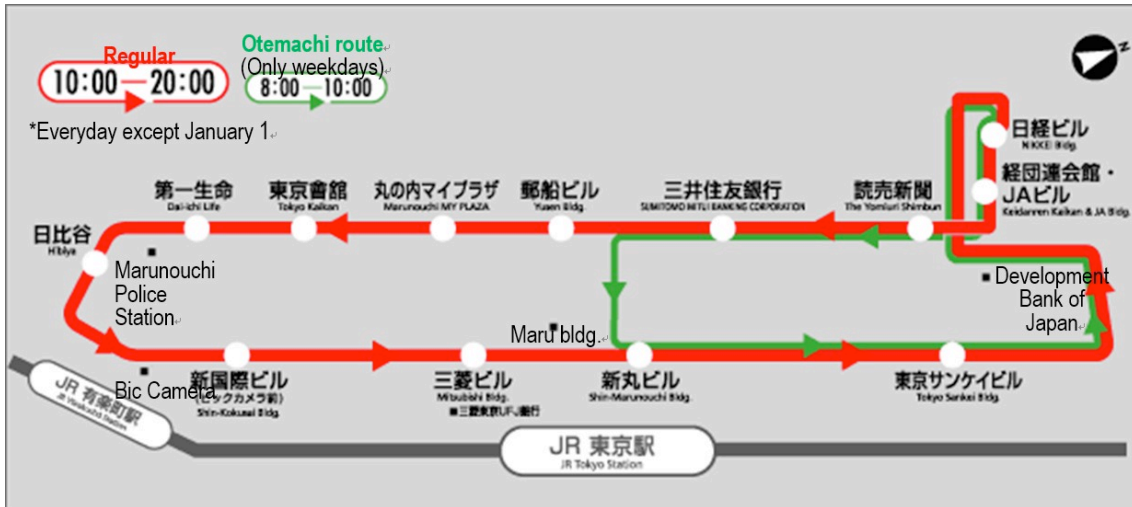 Regular
10:00—20:00
Otemachi route
(Only weekdays)
8:00—10:00
*Everyday except January 1
N
日経ビル
NIKKEI Bldg.
経団連会館・
JAビル
Keidanren Kaikan & JA Bldg.
第一生命
Dai-ichi Life
東京會舘
Tokyo Kaikan
丸の内マイプラザ
Marunouchi MY PLAZA
郵船ビル
Yusen Bldg.
三井住友銀行
SUMITOMO MITUI BANKING CORPORATION
読売新聞
The Yomiuri Shimbun
日比谷
Hibiya
Marunouchi
Police
Station
Maru bldg.
Development
Bank of
Japan
Bic Camera
新国際ビル
(ビックカメラ前)
Shin-Kokusai Bldg.
三菱ビル
Mitsubishi Bldg.
■三菱東京UFJ銀行
新丸ビル
Shin-Marunouchi Bldg.
東京サンケイビル
Tokyo Sankei Bldg.
JR 有楽町駅
JR Yurakucho Station
JR 東京駅
JR Tokyo Station